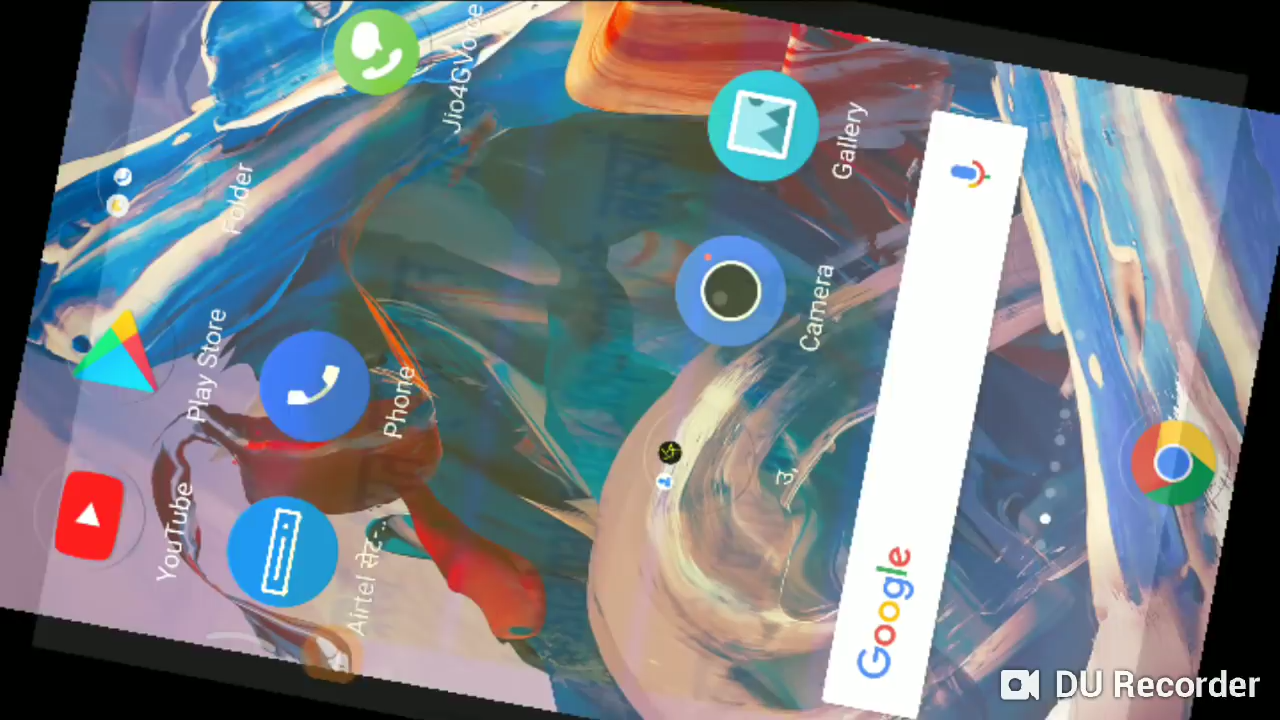 YouTube
Play Store
Folder
Airtel सेट...
Phone
Jio4GVoice
उ,
Camera
Gallery
Google
DU Recorder